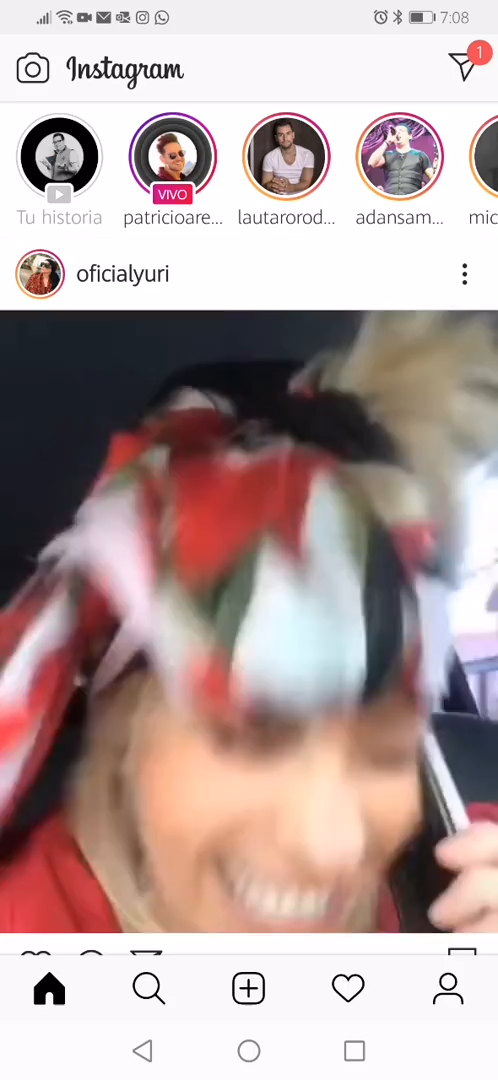 7:08
Instagram
1
VIVO
Tu historia patricioare... lautarorod... adansam... mic
oficialyuri